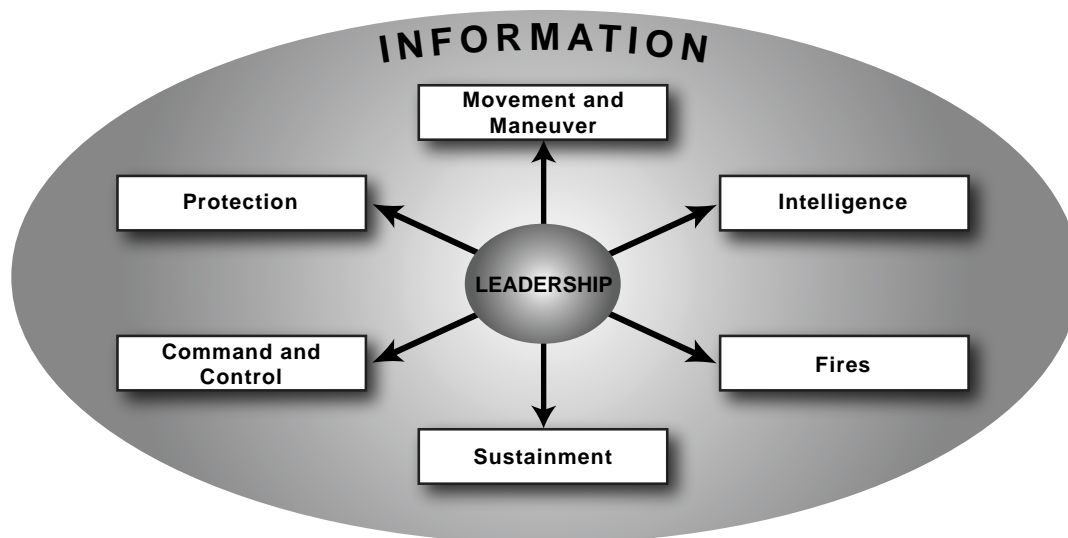 INFORMATION
Movement and
Maneuver
Protection
Intelligence
LEADERSHIP
Command and
Control
Fires
Sustainment